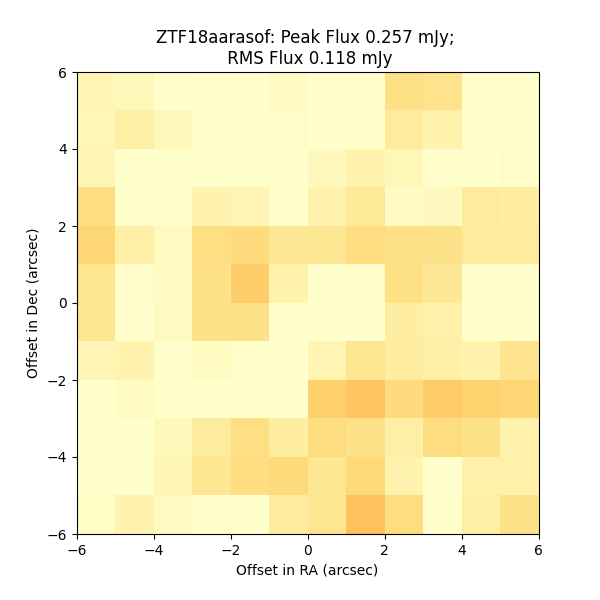 ZTF18aarasof: Peak Flux 0.257 mJy;
RMS Flux 0.118 mJy
6
4
2
0
−2
−4
−6
Offset in Dec (arcsec)
−6 −4 −2 0 2 4 6
Offset in RA (arcsec)